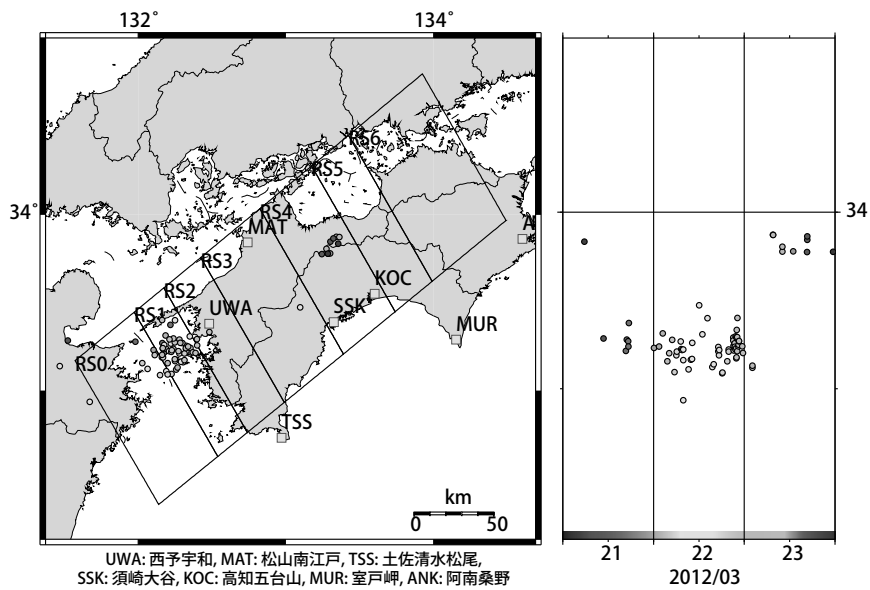 132° 134°
34° 34
RS6
RS5
RS4
MAT
RS3
RS2
RS1
RS0
UWA
KOC
SSK
MUR
TSS
A
km
0 50
21 22 23
2012/03
UWA: 西予宇和, MAT: 松山南江戸, TSS: 土佐清水松尾,
SSK: 須崎大谷, KOC: 高知五台山, MUR: 室戸岬, ANK: 阿南桑野